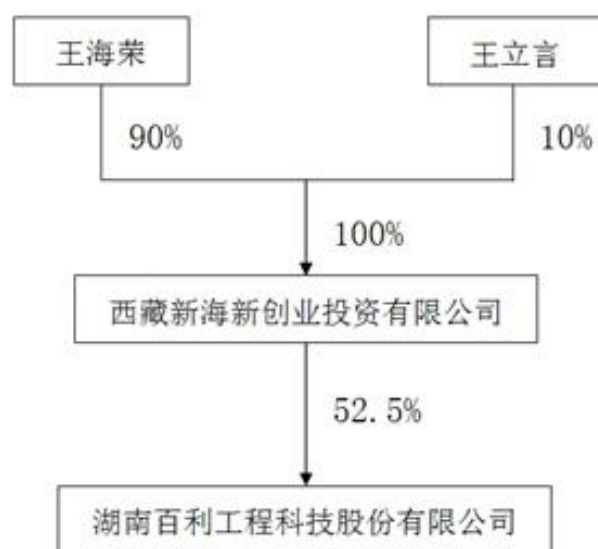 王海荣
王立言
90%
10%
100%
西藏新海新创业投资有限公司
52.5%
湖南百利工程科技股份有限公司